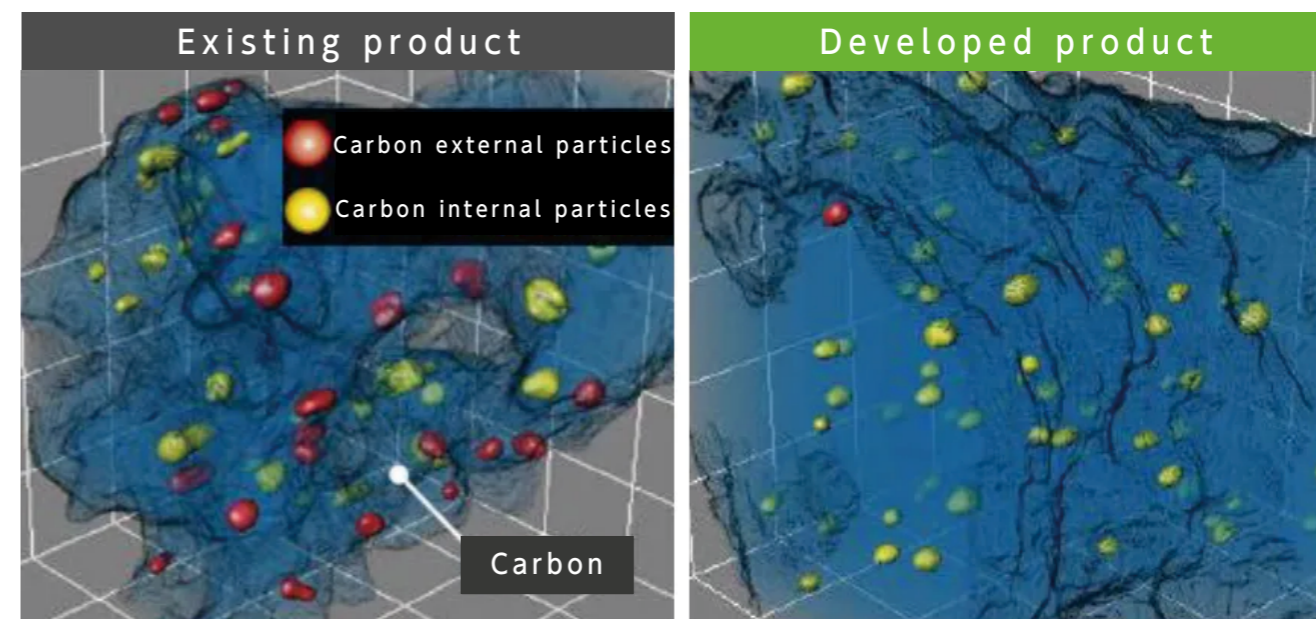 Existing product
Developed product
Carbon external particles
Carbon internal particles
Carbon